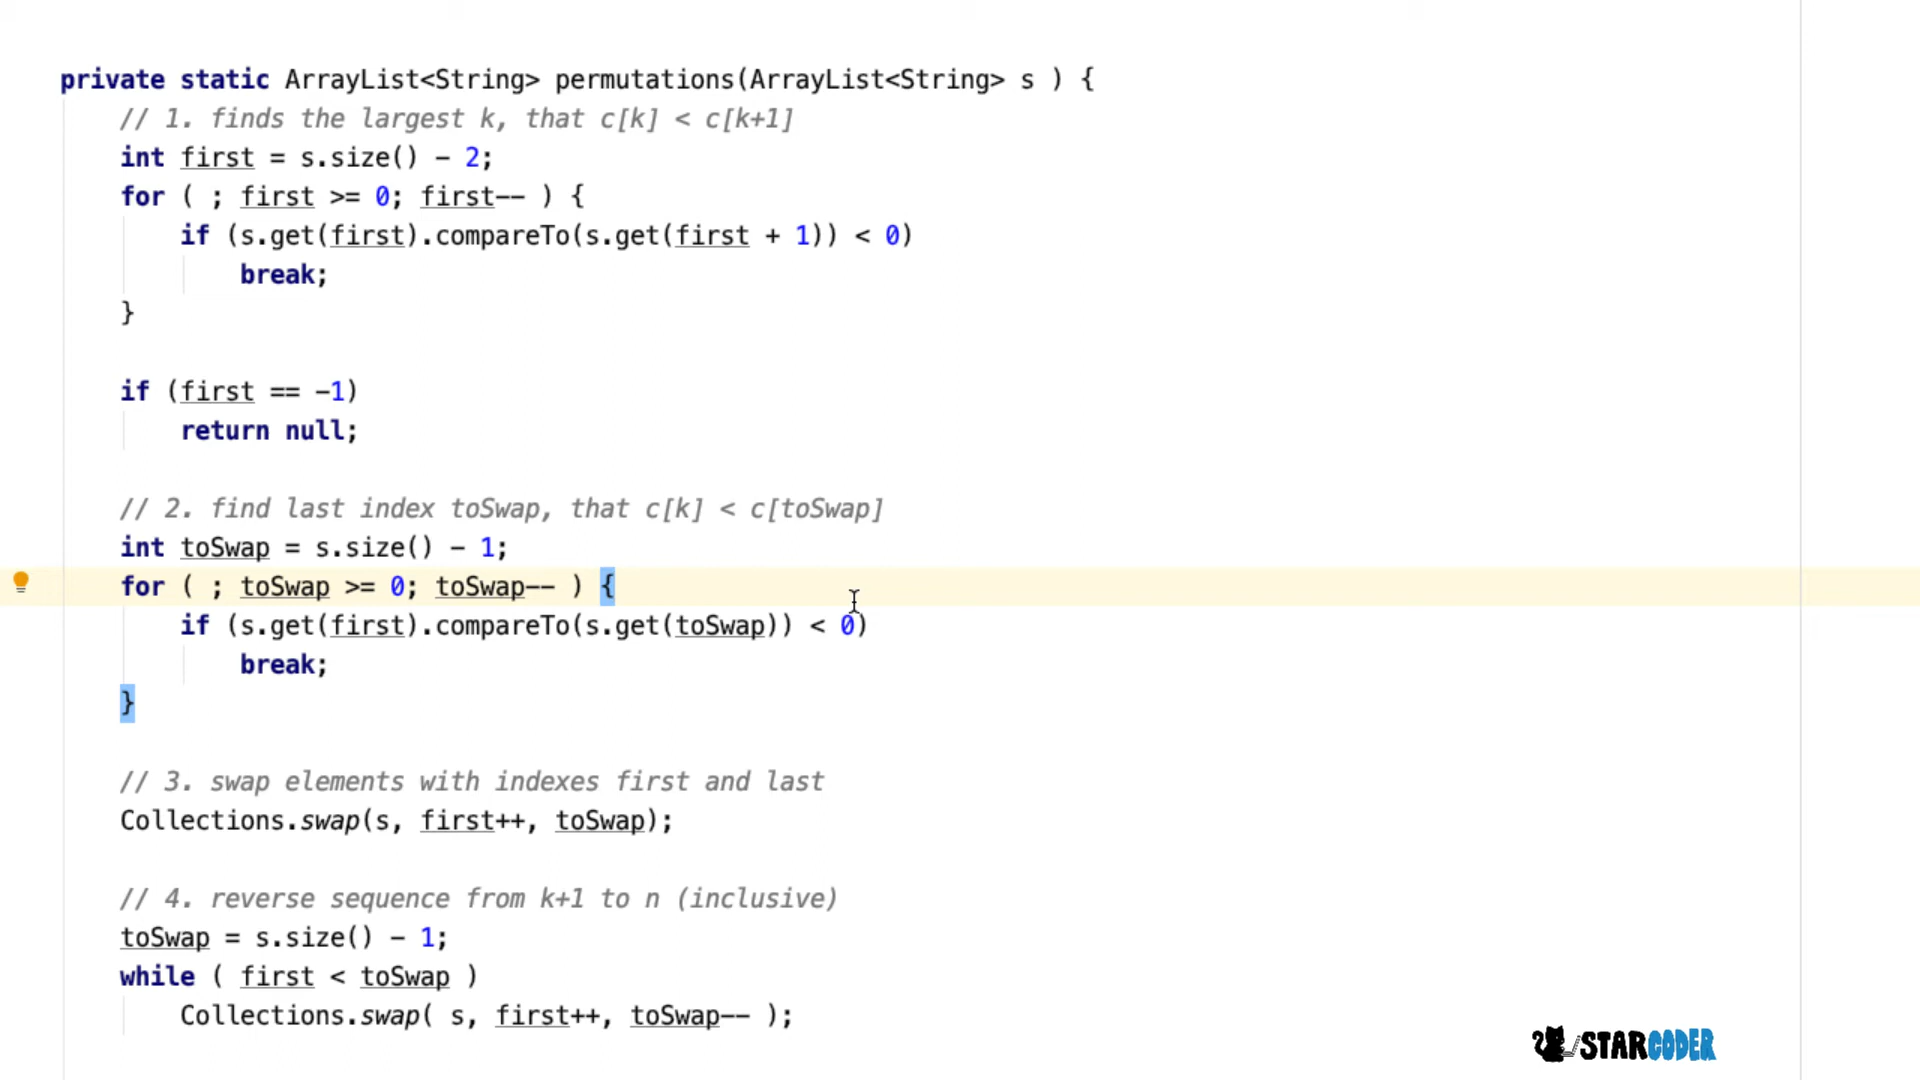 private static ArrayList<String> permutations(ArrayList<String> s ) {
// 1. finds the largest k, that c[k] < c[k+1]
int first = s.size() - 2;
for ( ; first >= 0; first-- ) {
if (s.get(first).compareTo(s.get(first + 1)) < 0)
break;
}
if (first == -1)
return null;
// 2. find last index toSwap, that c[k] < c[toSwap]
int toSwap = s.size() - 1;
for ( ; toSwap >= 0; toSwap-- ) {
if (s.get(first).compareTo(s.get(toSwap)) < 0)
break;
}
// 3. swap elements with indexes first and last
Collections.swap(s, first++, toSwap);
// 4. reverse sequence from k+1 to n (inclusive)
toSwap = s.size() - 1;
while ( first < toSwap )
Collections.swap( s, first++, toSwap-- );
STARCODER